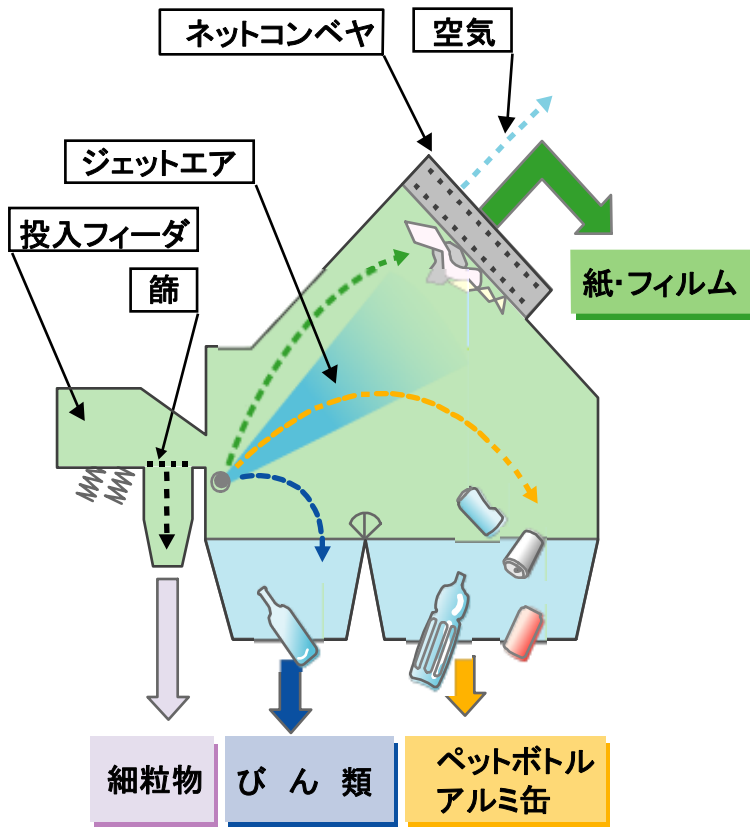 ネットコンベヤ
空気
ジェットエア
投入フィーダ
篩
紙・フィルム
細粒物
びん類
ペットボトル
アルミ缶